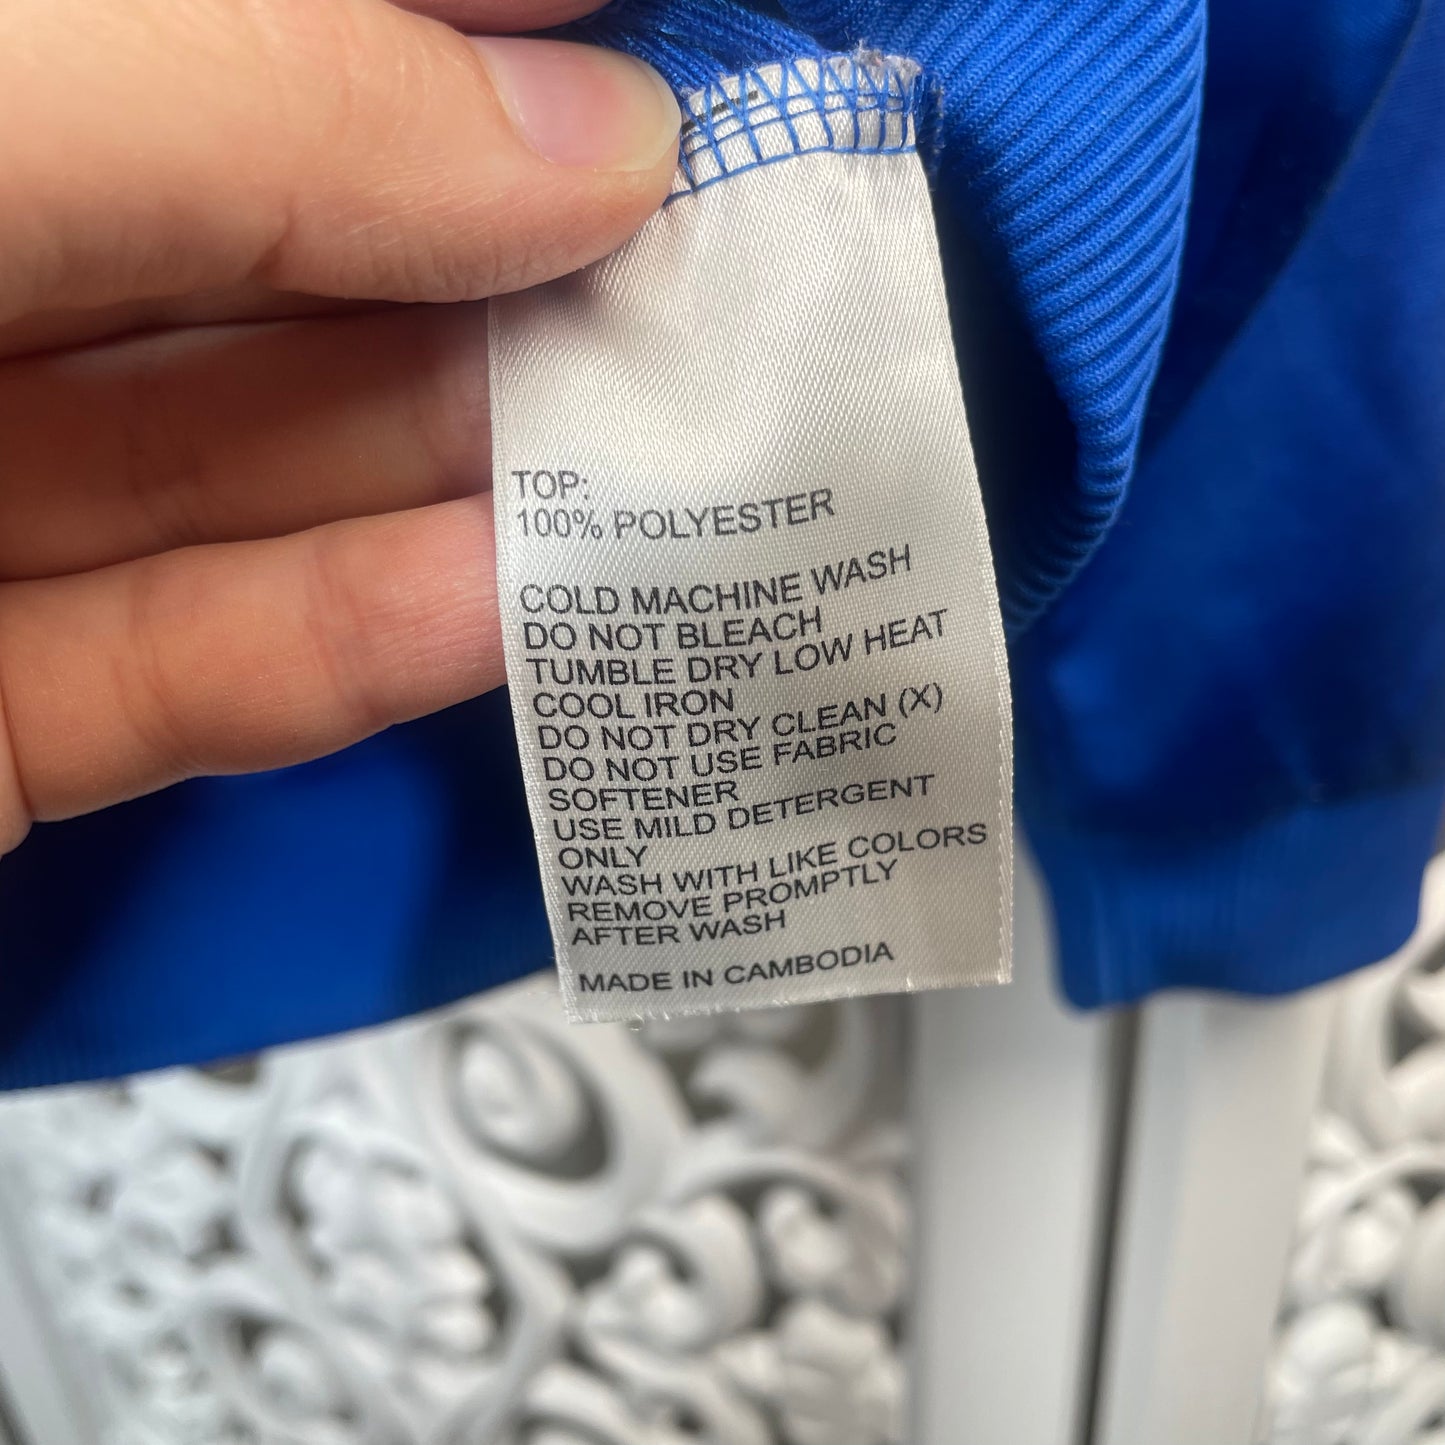 TOP:
100% POLYESTER
COLD MACHINE WASH
DO NOT BLEACH
TUMBLE DRY LOW HEAT
COOL IRON
DO NOT DRY CLEAN (X)
DO NOT USE FABRIC
SOFTENER
USE MILD DETERGENT
ONLY
WASH WITH LIKE COLORS
REMOVE PROMPTLY
AFTER WASH
MADE IN CAMBODIA